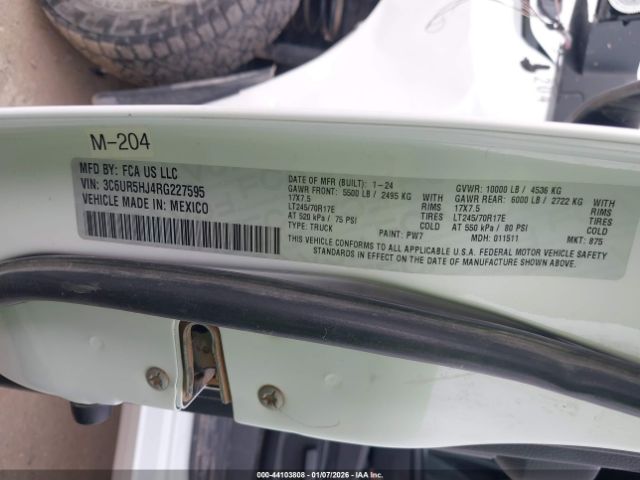 M-204
MFD BY: FCA US LLC
VIN: 3C6UR5HJ4RG227595
VEHICLE MADE IN: MEXICO
DATE OF MFR (BUILT): 1-24
GAWR FRONT: 5500 LB / 2495 KG
17X7.5 RIMS
LT245/70R17E TIRES
AT 520 kPa / 75 PSI COLD
TYPE: TRUCK PAINT: PW7
GVWR: 10000 LB / 4536 KG
GAWR REAR: 6000 LB / 2722 KG
17X7.5 RIMS
LT245/70R17E TIRES
AT 550 kPa / 80 PSI COLD
MDH: 011511 MKT: 875
THIS VEHICLE CONFORMS TO ALL APPLICABLE U.S.A. FEDERAL MOTOR VEHICLE SAFETY
STANDARDS IN EFFECT ON THE DATE OF MANUFACTURE SHOWN ABOVE.
000-44103808 | 01/07/2026 | IAA Inc.